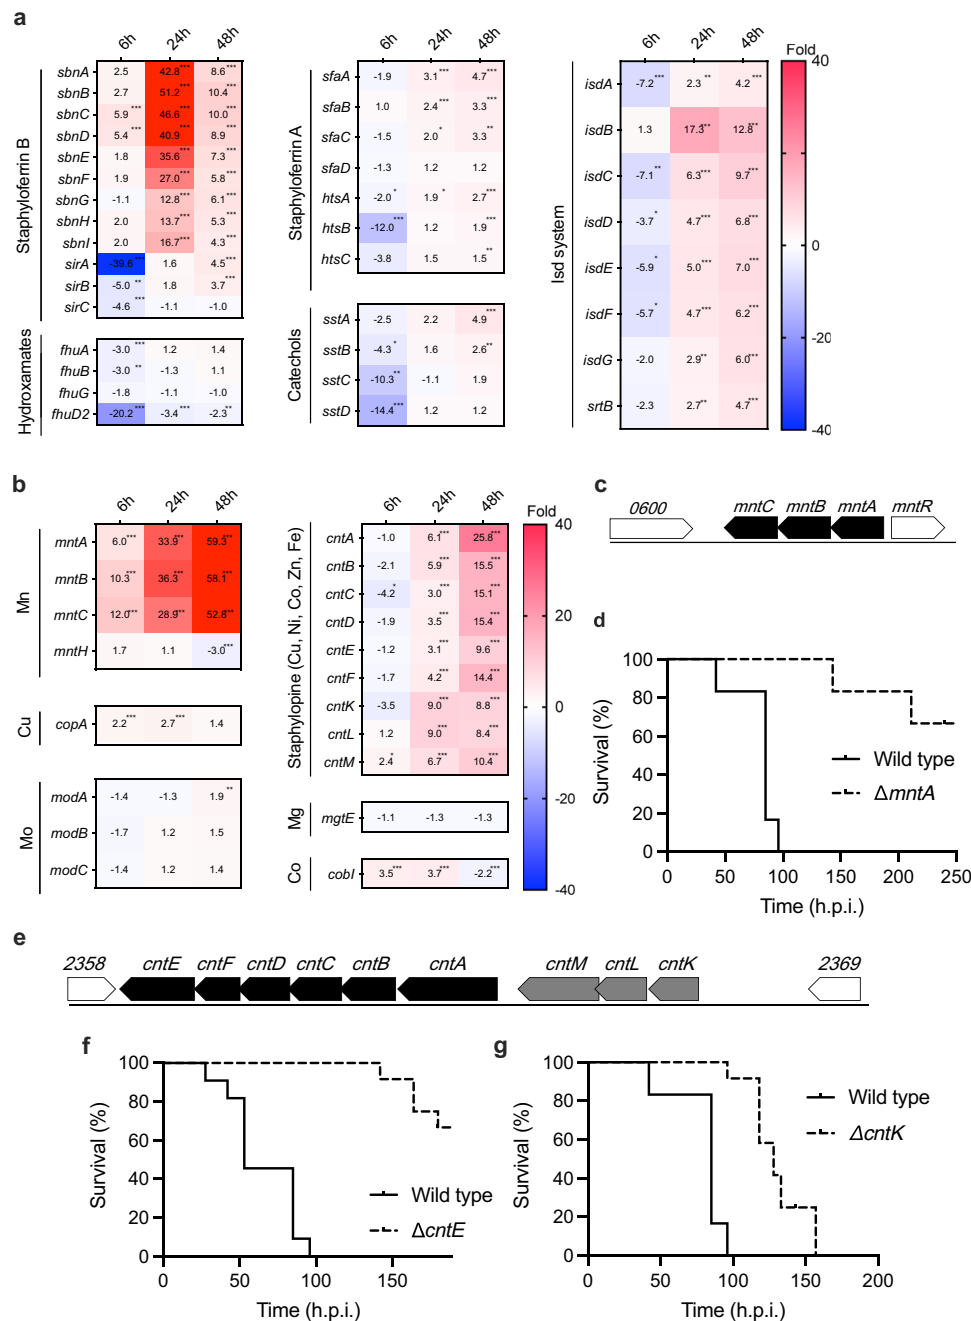 a
6h 24h 48h
Staphyloferrin B
sbnA 2.5 42.8*** 8.6***
sbnB 2.7 51.2*** 10.4***
sbnC 5.9*** 46.6*** 10.0***
sbnD 5.4*** 40.9*** 8.9***
sbnE 1.8 35.6*** 7.3***
sbnF 1.9 27.0*** 5.8***
sbnG -1.1 12.8*** 6.1***
sbnH 2.0 13.7*** 5.3***
sbnI 2.0 16.7*** 4.3***
sirA -39.6*** 1.6 4.5***
sirB -5.0** 1.8 3.7***
sirC -4.6*** -1.1 -1.0
Hydroxamates
fhuA -3.0*** 1.2 1.4
fhuB -3.0** -1.3 1.1
fhuG -1.8 -1.1 -1.0
fhuD2 -20.2*** -3.4*** -2.3**
6h 24h 48h
Staphyloferrin A
sfaA -1.9 3.1*** 4.7***
sfaB 1.0 2.4*** 3.3***
sfaC -1.5 2.0* 3.3**
sfaD -1.3 1.2 1.2
htsA -2.0* 1.9* 2.7***
htsB -12.0*** 1.2 1.9***
htsC -3.8 1.5 1.5**
Catechols
sstA -2.5 2.2 4.9***
sstB -4.3* 1.6 2.6**
sstC -10.3** -1.1 1.9
sstD -14.4*** 1.2 1.2
6h 24h 48h
Isd system
isdA -7.2*** 2.3** 4.2***
isdB 1.3 17.3*** 12.8***
isdC -7.1** 6.3*** 9.7***
isdD -3.7* 4.7*** 6.8***
isdE -5.9* 5.0*** 7.0***
isdF -5.7* 4.7*** 6.2***
isdG -2.0 2.9** 6.0***
srtB -2.3 2.7** 4.7***
Fold
40
20
0
-20
-40
b
6h 24h 48h
Mn
mntA 6.0*** 33.9*** 59.3***
mntB 10.3*** 36.3*** 58.1***
mntC 12.0*** 28.9*** 52.8***
mntH 1.7 1.1 -3.0***
Cu
copA 2.2*** 2.7*** 1.4
Mo
modA -1.4 -1.3 1.9**
modB -1.7 1.2 1.5
modC -1.4 1.2 1.4
6h 24h 48h
Staphylopine (Cu, Ni, Co, Zn, Fe)
cntA -1.0 6.1*** 25.8***
cntB -2.1 5.9*** 15.5***
cntC -4.2* 3.0*** 15.1***
cntD -1.9 3.5*** 15.4***
cntE -1.2 3.1*** 9.6***
cntF -1.7 4.2*** 14.4***
cntK -3.5 9.0*** 8.8***
cntL 1.2 9.0*** 8.4***
cntM 2.4* 6.7*** 10.4***
Mg
mgtE -1.1 -1.3 -1.3
Co
cobI 3.5*** 3.7*** -2.2***
Fold
40
20
0
-20
-40
c
0600 mntC mntB mntA mntR
d
Survival (%)
100
80
60
40
20
0
0 50 100 150 200 250
Time (h.p.i.)
Wild type
ΔmntA
e
2358 cntE cntF cntD cntC cntB cntA cntM cntL cntK 2369
f
Survival (%)
100
80
60
40
20
0
0 50 100 150
Time (h.p.i.)
Wild type
ΔcntE
g
Survival (%)
100
80
60
40
20
0
0 50 100 150 200
Time (h.p.i.)
Wild type
ΔcntK